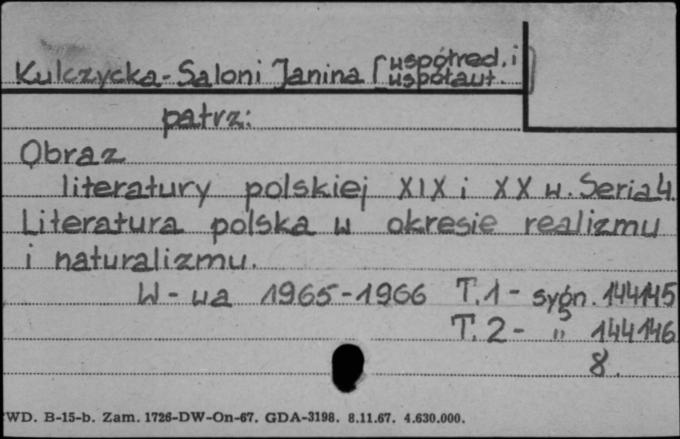 Kulczycka-Saloni Janina [współred. i
współaut.]
patrz:
Obraz
literatury polskiej XIX i XX w. Seria 4.
Literatura polska w okresie realizmu
i naturalizmu.
W-wa 1965-1966 T.1 - sygn. 144145
T.2 - " 144146
8.
WD. B-15-b. Zam. 1726-DW-On-67. GDA-3198. 8.11.67. 4.630.000.